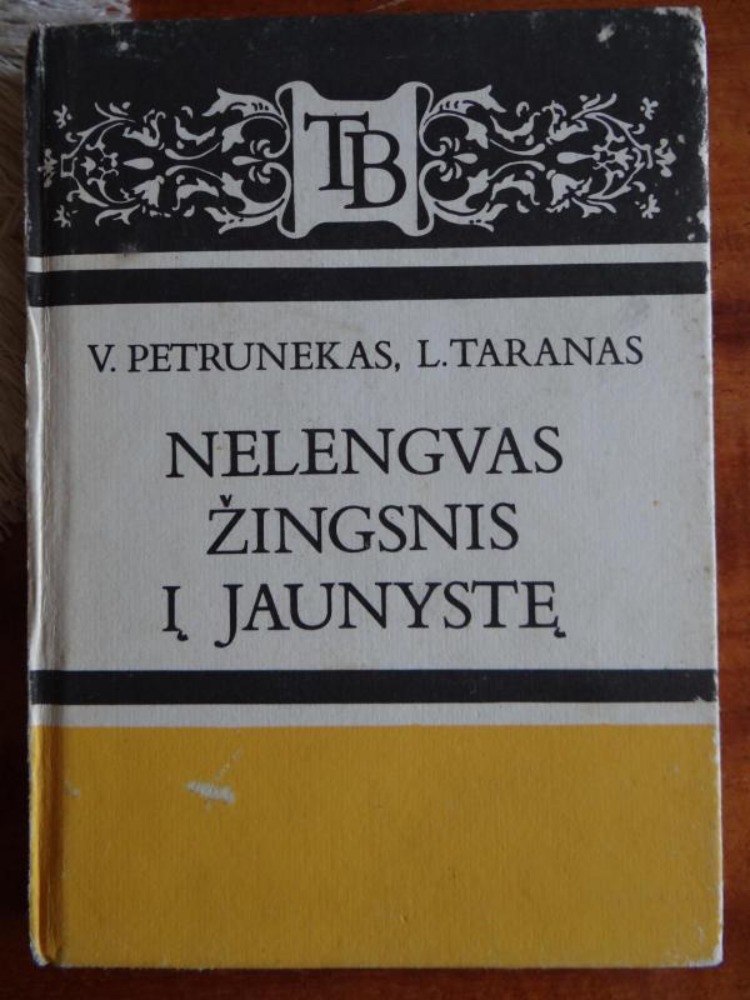 TB
V. PETRUNEKAS, L. TARANAS
NELENGVAS
ŽINGSNIS
Į JAUNYSTĘ